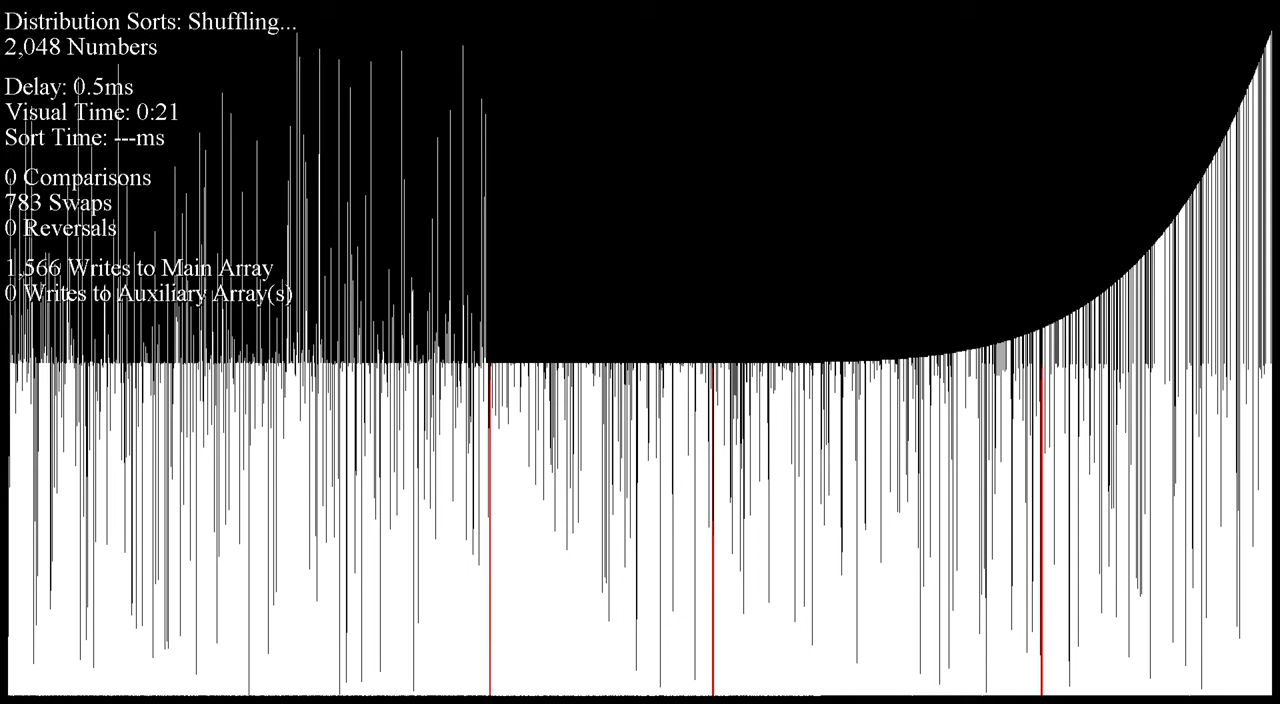 Distribution Sorts: Shuffling...
2,048 Numbers
Delay: 0.5ms
Visual Time: 0:21
Sort Time: ---ms
0 Comparisons
783 Swaps
0 Reversals
1,566 Writes to Main Array
0 Writes to Auxiliary Array(s)